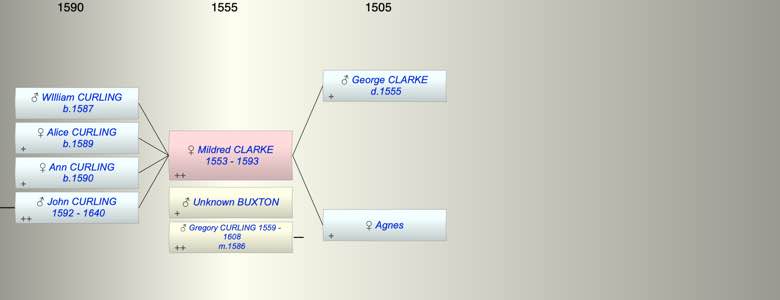 1590
1555
1505
♂ WIlliam CURLING
b.1587
♀ Alice CURLING
b.1589
+
♀ Ann CURLING
b.1590
+
♂ John CURLING
1592 - 1640
++
♀ Mildred CLARKE
1553 - 1593
++
♂ Unknown BUXTON
+
♂ Gregory CURLING 1559 -
1608
m.1586
++
♂ George CLARKE
d.1555
+
♀ Agnes
+